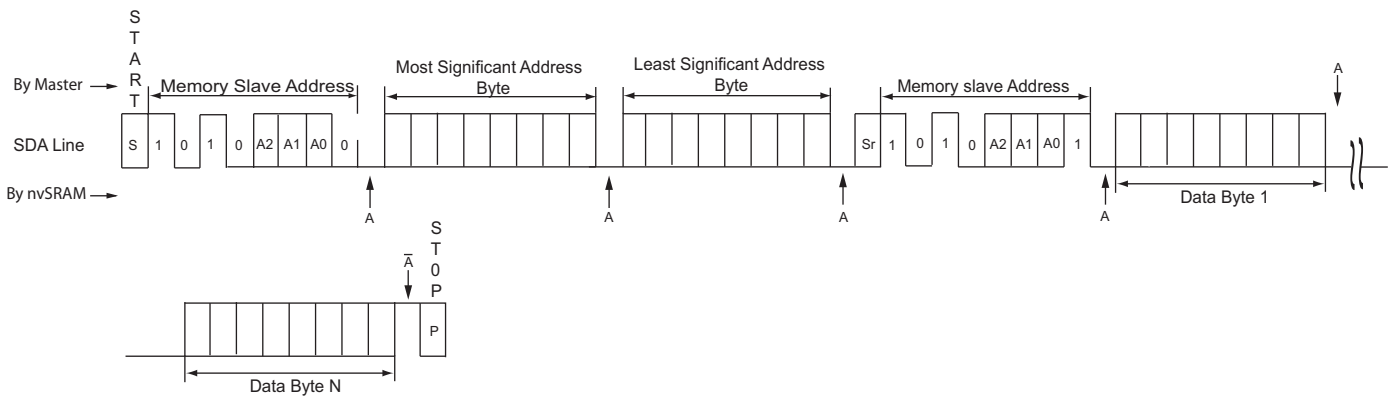 START
By Master
Memory Slave Address
Most Significant Address
Byte
Least Significant Address
Byte
Memory slave Address
A
SDA Line
S 1 0 1 0 A2 A1 A0 0
Sr 1 0 1 0 A2 A1 A0 1
By nvSRAM
A
A
A
A
Data Byte 1
ST0P
A̅
P
Data Byte N